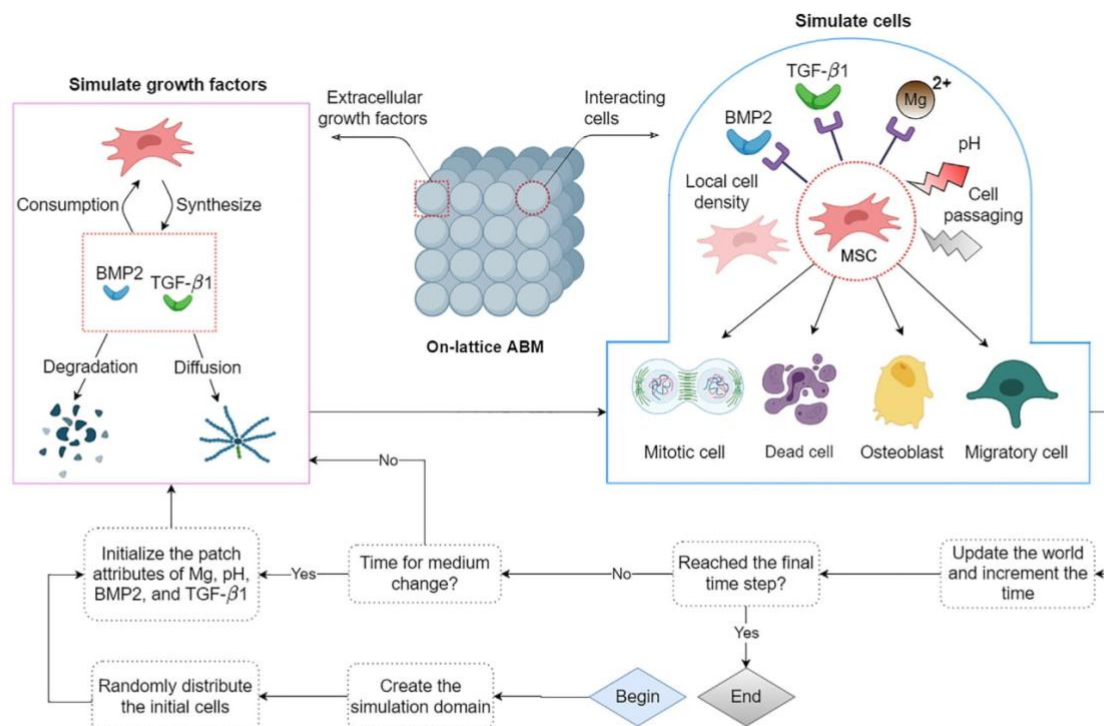 Simulate cells
Simulate growth factors
Extracellular
growth factors
Interacting
cells
TGF-β1
2+
Mg
BMP2
pH
Local cell
density
Cell
passaging
MSC
Consumption
Synthesize
BMP2
TGF-β1
Degradation
Diffusion
On-lattice ABM
Mitotic cell
Dead cell
Osteoblast
Migratory cell
No
Initialize the patch
attributes of Mg, pH,
BMP2, and TGF-β1
Yes
Time for medium
change?
No
Reached the final
time step?
Update the world
and increment the
time
Yes
Randomly distribute
the initial cells
Create the
simulation domain
Begin
End